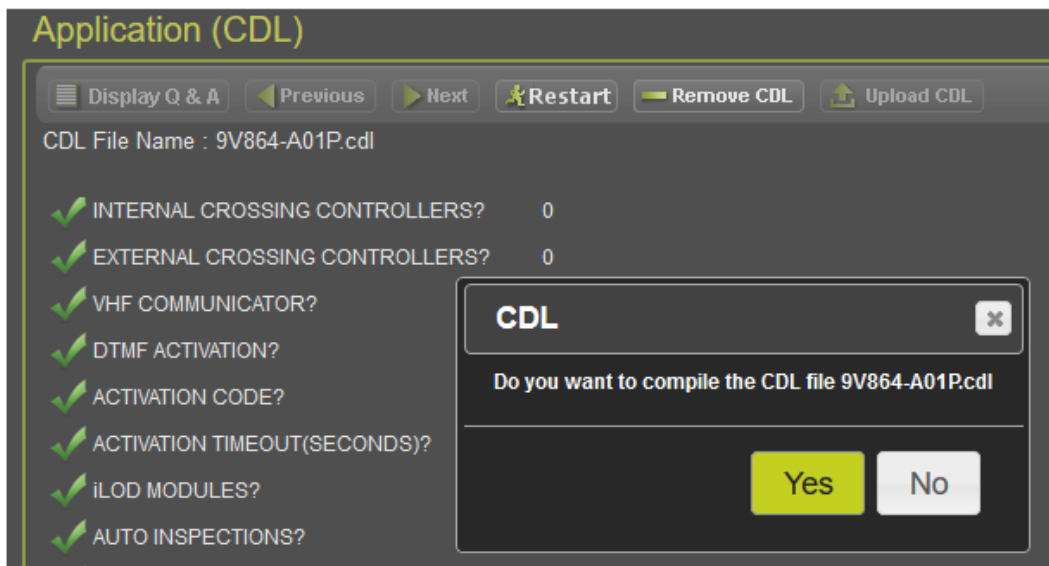 Application (CDL)
Display Q & A Previous Next Restart Remove CDL Upload CDL
CDL File Name : 9V864-A01P.cdl
INTERNAL CROSSING CONTROLLERS? 0
EXTERNAL CROSSING CONTROLLERS? 0
VHF COMMUNICATOR?
DTMF ACTIVATION?
ACTIVATION CODE?
ACTIVATION TIMEOUT(SECONDS)?
iLOD MODULES?
AUTO INSPECTIONS?
CDL
Do you want to compile the CDL file 9V864-A01P.cdl
Yes No